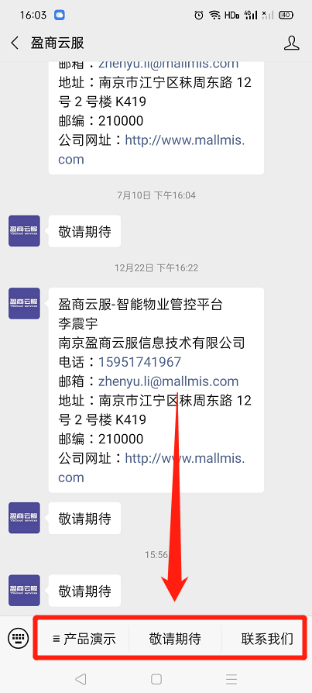 16:03
HD
4G
40
盈商云服
邮箱：zhenyu.li@mallmis.com
地址：南京市江宁区秣周东路 12
号 2 号楼 K419
邮编：210000
公司网址：http://www.mallmis.
com
7月10日 下午16:04
盈商云服
敬请期待
12月22日 下午16:22
盈商云服
盈商云服-智能物业管控平台
李震宇
南京盈商云服信息技术有限公司
电话：15951741967
邮箱：zhenyu.li@mallmis.com
地址：南京市江宁区秣周东路 12
号 2 号楼 K419
邮编：210000
公司网址：http://www.mallmis.
com
盈商云服
敬请期待
15:56
盈商云服
敬请期待
≡ 产品演示
敬请期待
联系我们